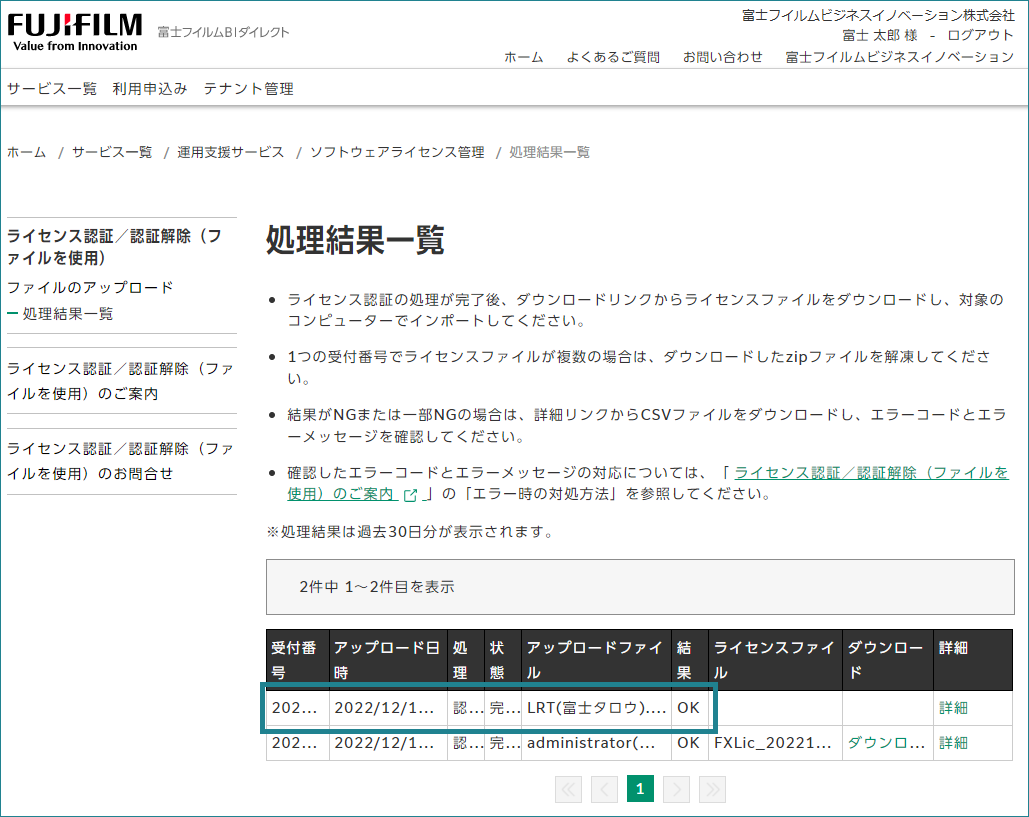 FUJIFILM
Value from Innovation
富士フイルムBIダイレクト
富士フイルムビジネスイノベーション株式会社
富士 太郎 様 - ログアウト
ホーム よくあるご質問 お問い合わせ 富士フイルムビジネスイノベーション
サービス一覧 利用申込み テナント管理
ホーム / サービス一覧 / 運用支援サービス / ソフトウェアライセンス管理 / 処理結果一覧
ライセンス認証／認証解除（フ
ァイルを使用）
ファイルのアップロード
処理結果一覧
ライセンス認証／認証解除（ファ
イルを使用）のご案内
ライセンス認証／認証解除（ファ
イルを使用）のお問合せ
処理結果一覧
• ライセンス認証の処理が完了後、ダウンロードリンクからライセンスファイルをダウンロードし、対象の
コンピューターでインポートしてください。
• 1つの受付番号でライセンスファイルが複数の場合は、ダウンロードしたzipファイルを解凍してくださ
い。
• 結果がNGまたは一部NGの場合は、詳細リンクからCSVファイルをダウンロードし、エラーコードとエラ
ーメッセージを確認してください。
• 確認したエラーコードとエラーメッセージの対応については、「 ライセンス認証／認証解除（ファイルを
使用）のご案内 」の「エラー時の対処方法」を参照してください。
※処理結果は過去30日分が表示されます。
2件中 1～2件目を表示
受付番 アップロード日 処 状 アップロードファイ 結 ライセンスファイ ダウンロー 詳細
号 時 理 態 ル 果 ル ド
202... 2022/12/1... 認... 完... LRT(富士タロウ).... OK 詳細
202... 2022/12/1... 認... 完... administrator(... OK FXLic_20221... ダウンロ... 詳細
1